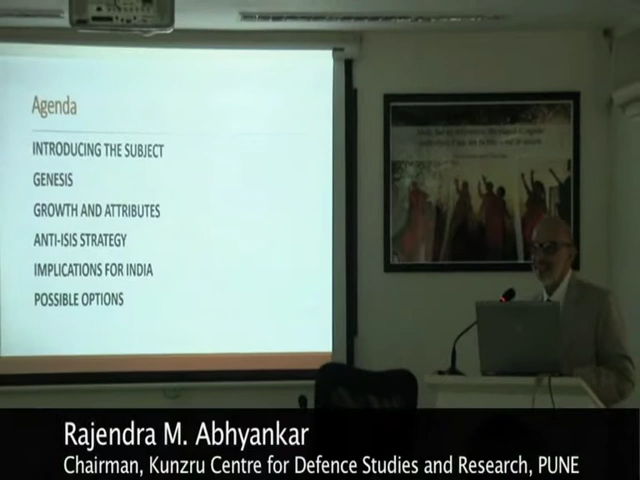 Agenda
INTRODUCING THE SUBJECT
GENESIS
GROWTH AND ATTRIBUTES
ANTI-ISIS STRATEGY
IMPLICATIONS FOR INDIA
POSSIBLE OPTIONS
Rajendra M. Abhyankar
Chairman, Kunzru Centre for Defence Studies and Research, PUNE